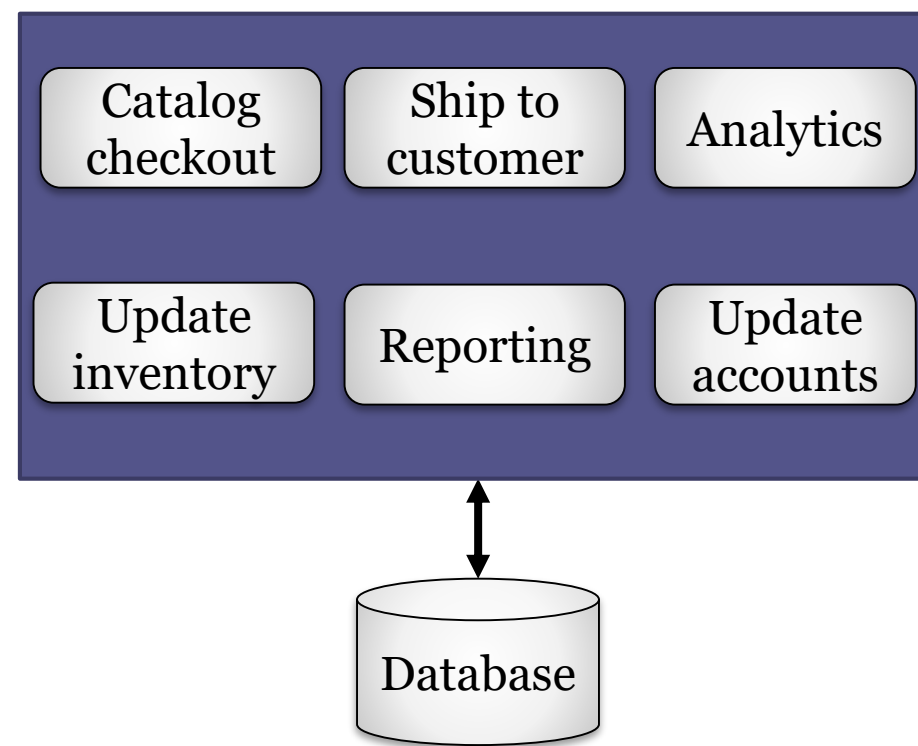 Catalog
checkout
Ship to
customer
Analytics
Update
inventory
Reporting
Update
accounts
Database